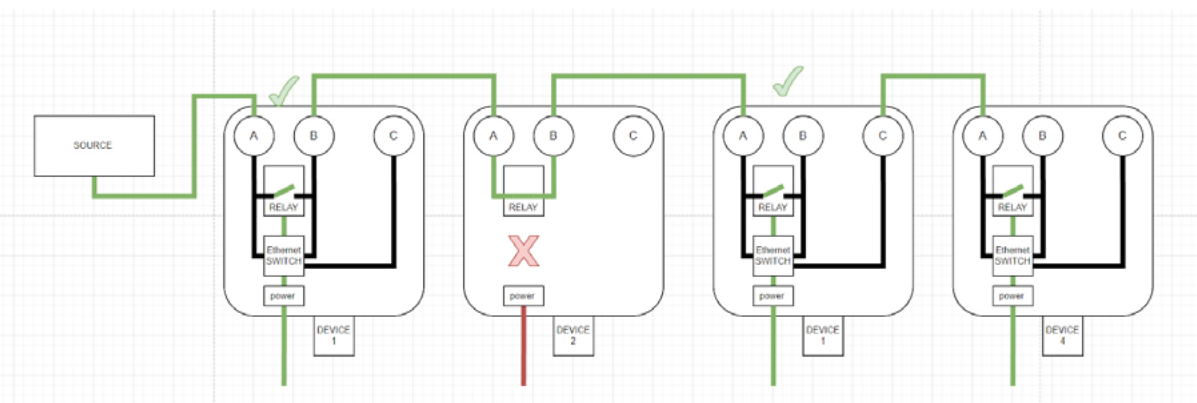 SOURCE
A B C
RELAY
Ethernet
SWITCH
power
DEVICE
1
A B C
RELAY
power
DEVICE
2
A B C
RELAY
Ethernet
SWITCH
power
DEVICE
1
A B C
RELAY
Ethernet
SWITCH
power
DEVICE
4